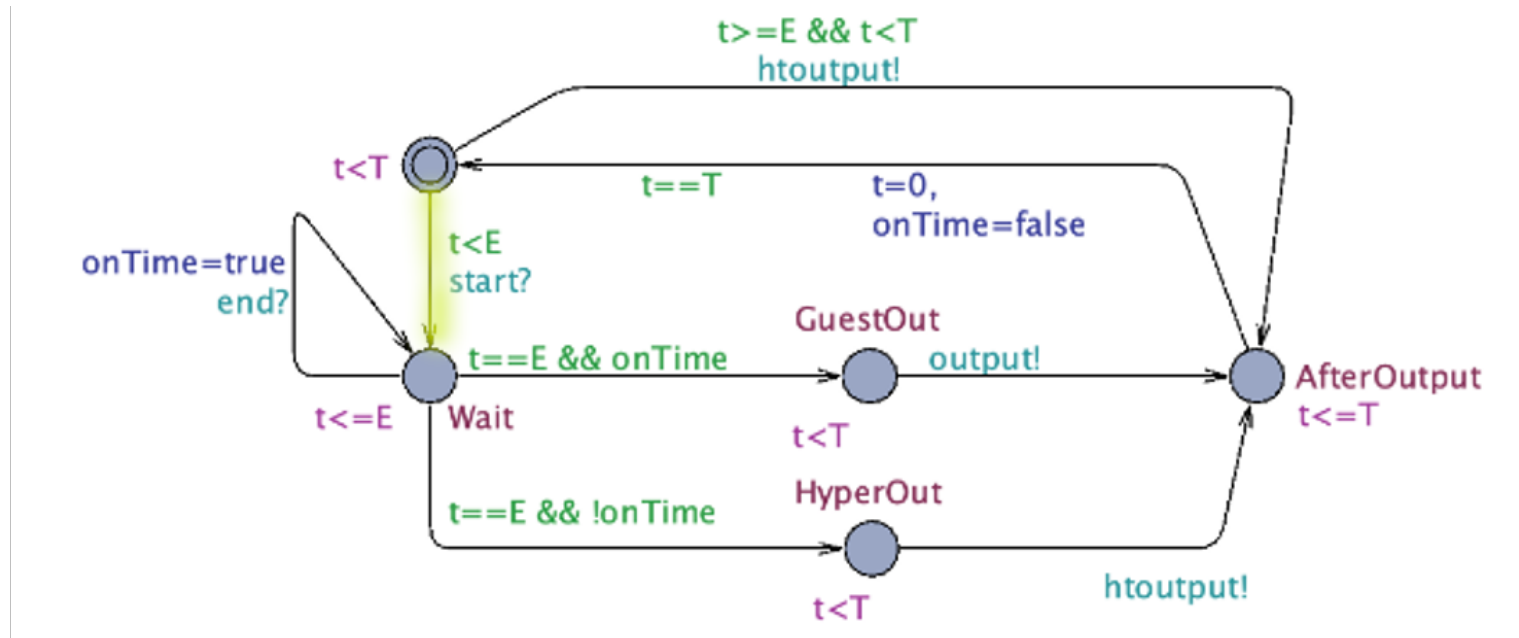 t>=E && t<T
htoutput!
t<T
t==T
t=0,
onTime=false
t<E
start?
onTime=true
end?
GuestOut
t==E && onTime
output!
AfterOutput
t<=T
t<=E
Wait
t<T
HyperOut
t==E && !onTime
htoutput!
t<T